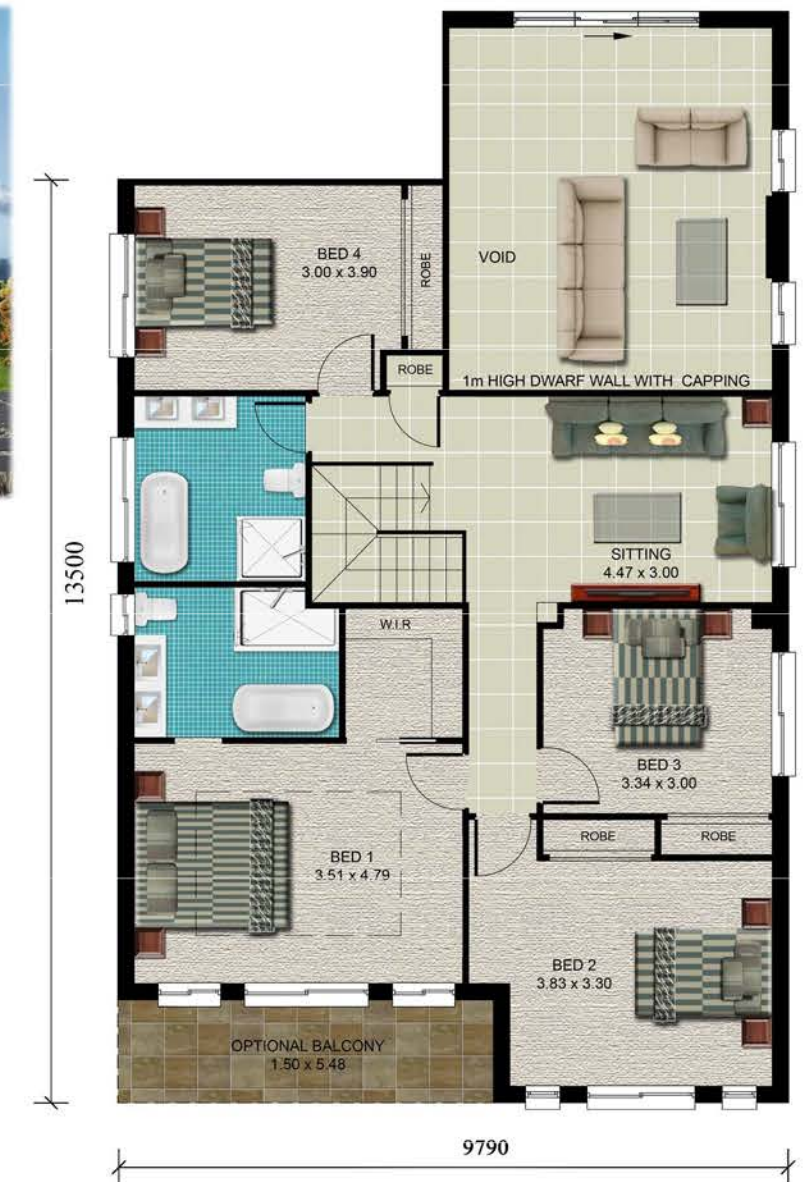 BED 4
3.00 x 3.90
ROBE
VOID
ROBE
1m HIGH DWARF WALL WITH CAPPING
SITTING
4.47 x 3.00
13500
W.I.R
BED 3
3.34 x 3.00
ROBE
ROBE
BED 1
3.51 x 4.79
BED 2
3.83 x 3.30
OPTIONAL BALCONY
1.50 x 5.48
9790